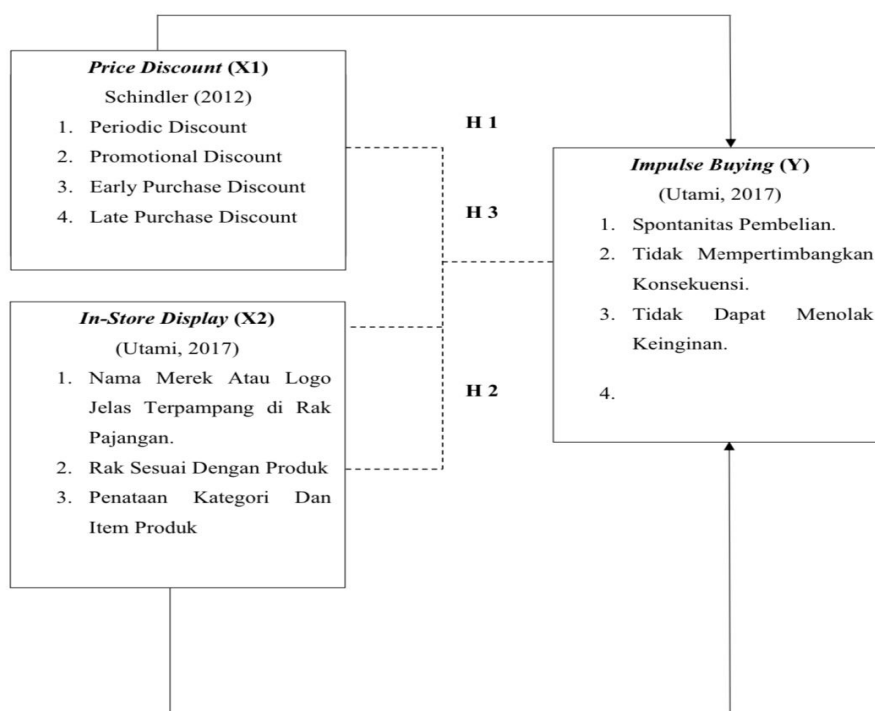 Price Discount (X1)
Schindler (2012)
1. Periodic Discount
2. Promotional Discount
3. Early Purchase Discount
4. Late Purchase Discount
In-Store Display (X2)
(Utami, 2017)
1. Nama Merek Atau Logo
Jelas Terpampang di Rak
Pajangan.
2. Rak Sesuai Dengan Produk
3. Penataan Kategori Dan
Item Produk
H 1
H 3
H 2
Impulse Buying (Y)
(Utami, 2017)
1. Spontanitas Pembelian.
2. Tidak Mempertimbangkan
Konsekuensi.
3. Tidak Dapat Menolak
Keinginan.
4.